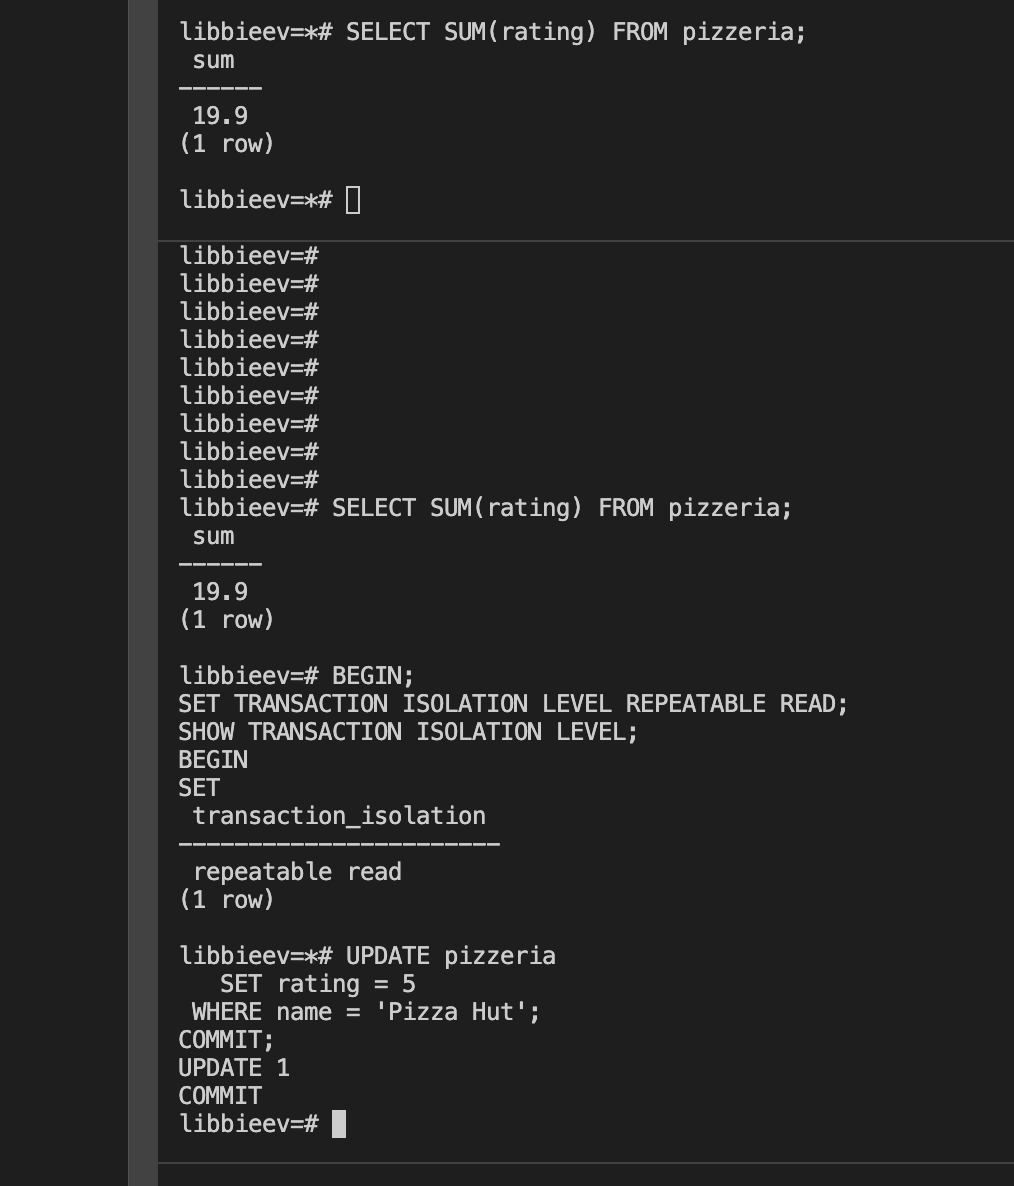 libbieev=*# SELECT SUM(rating) FROM pizzeria;
 sum
------
 19.9
(1 row)

libbieev=*#
libbieev=#
libbieev=#
libbieev=#
libbieev=#
libbieev=#
libbieev=#
libbieev=#
libbieev=#
libbieev=#
libbieev=# SELECT SUM(rating) FROM pizzeria;
 sum
------
 19.9
(1 row)

libbieev=# BEGIN;
SET TRANSACTION ISOLATION LEVEL REPEATABLE READ;
SHOW TRANSACTION ISOLATION LEVEL;
BEGIN
SET
 transaction_isolation
-----------------------
 repeatable read
(1 row)

libbieev=*# UPDATE pizzeria
   SET rating = 5
 WHERE name = 'Pizza Hut';
COMMIT;
UPDATE 1
COMMIT
libbieev=#